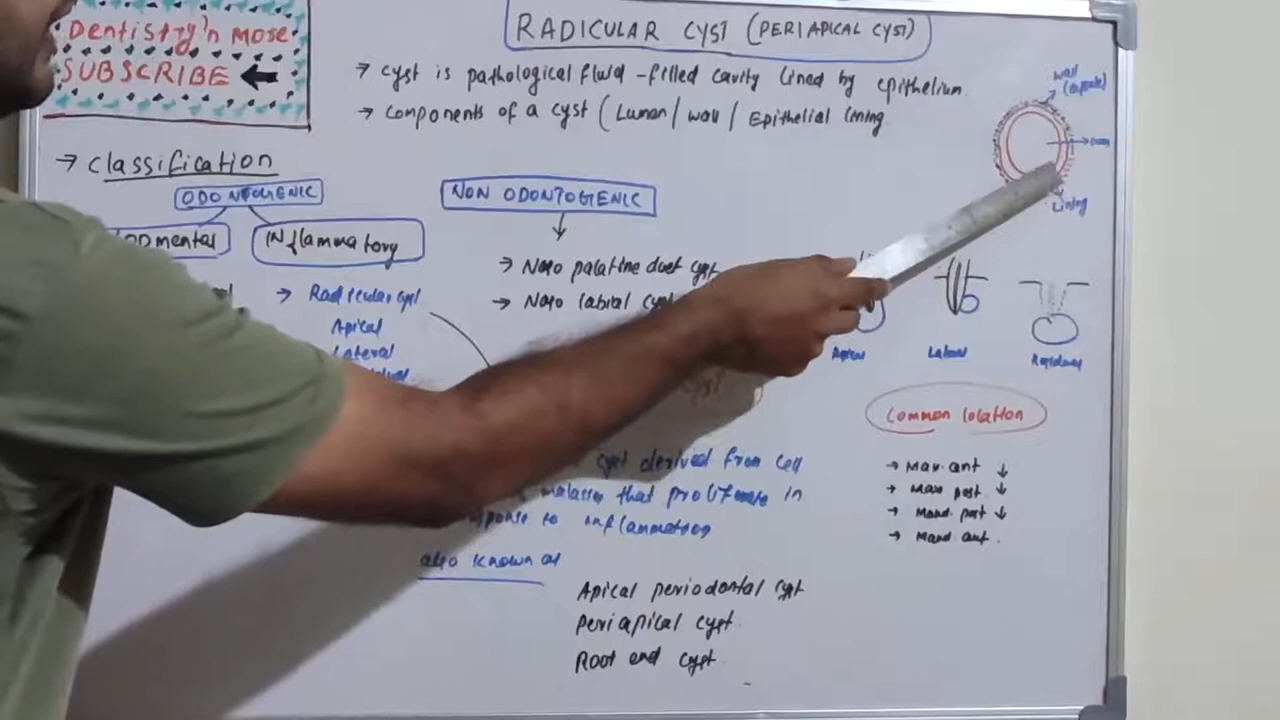 Dentistry'n More
SUBSCRIBE
RADICULAR CYST (PERIAPICAL CYST)
→ cyst is pathological fluid-filled cavity lined by epithelium.
→ components of a cyst (Lumen/wall/Epithelial lining
wall
(capsule)
Lining
→ classification
ODONTOGENIC
NON ODONTOGENIC
INflammatory
→ Naso palatine duct cyst
→ Naso labial cyst
→ Radicular cyst
Apical
Lateral
Apical
Lateral
Residual
Common location
→ Max. ant ↓
→ Max post ↓
→ Mand. post ↓
→ Mand ant.
cyst derived from cell
that proliferate in
to inflammation
also known as
Apical periodontal cyst
Periapical cyst
Root end cyst